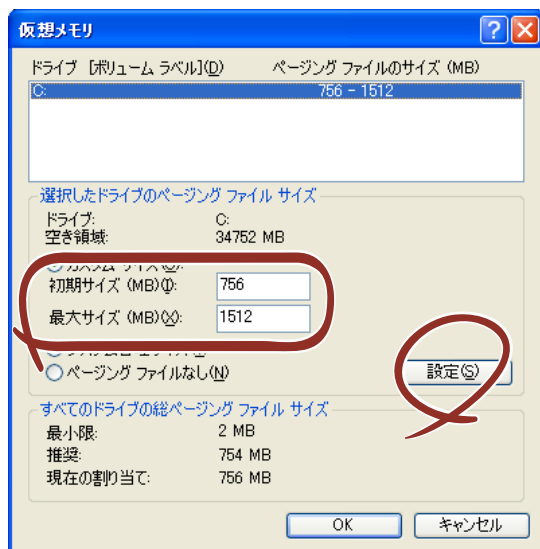 仮想メモリ
ドライブ [ボリューム ラベル](D) ページング ファイルのサイズ (MB)
C: 756 - 1512
選択したドライブのページング ファイル サイズ
ドライブ: C:
空き領域: 34752 MB
カスタム サイズ(C):
初期サイズ (MB)(I): 756
最大サイズ (MB)(X): 1512
ページング ファイルなし(N)
設定(S)
すべてのドライブの総ページング ファイル サイズ
最小限: 2 MB
推奨: 754 MB
現在の割り当て: 756 MB
OK キャンセル